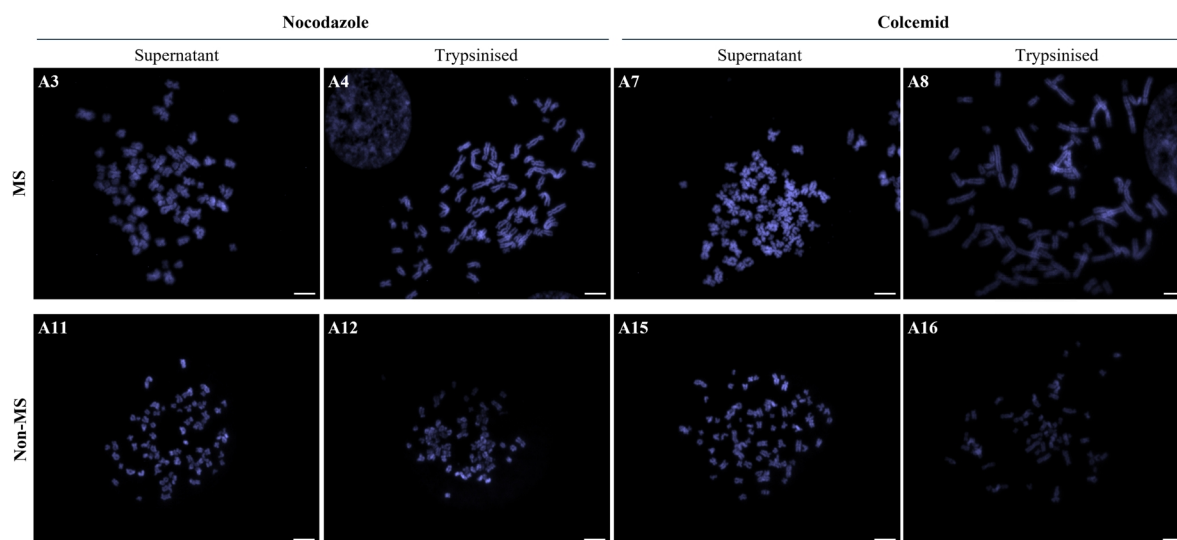 Nocodazole Colcemid
Supernatant Trypsinised Supernatant Trypsinised
A3 A4 A7 A8
MS
A11 A12 A15 A16
Non-MS